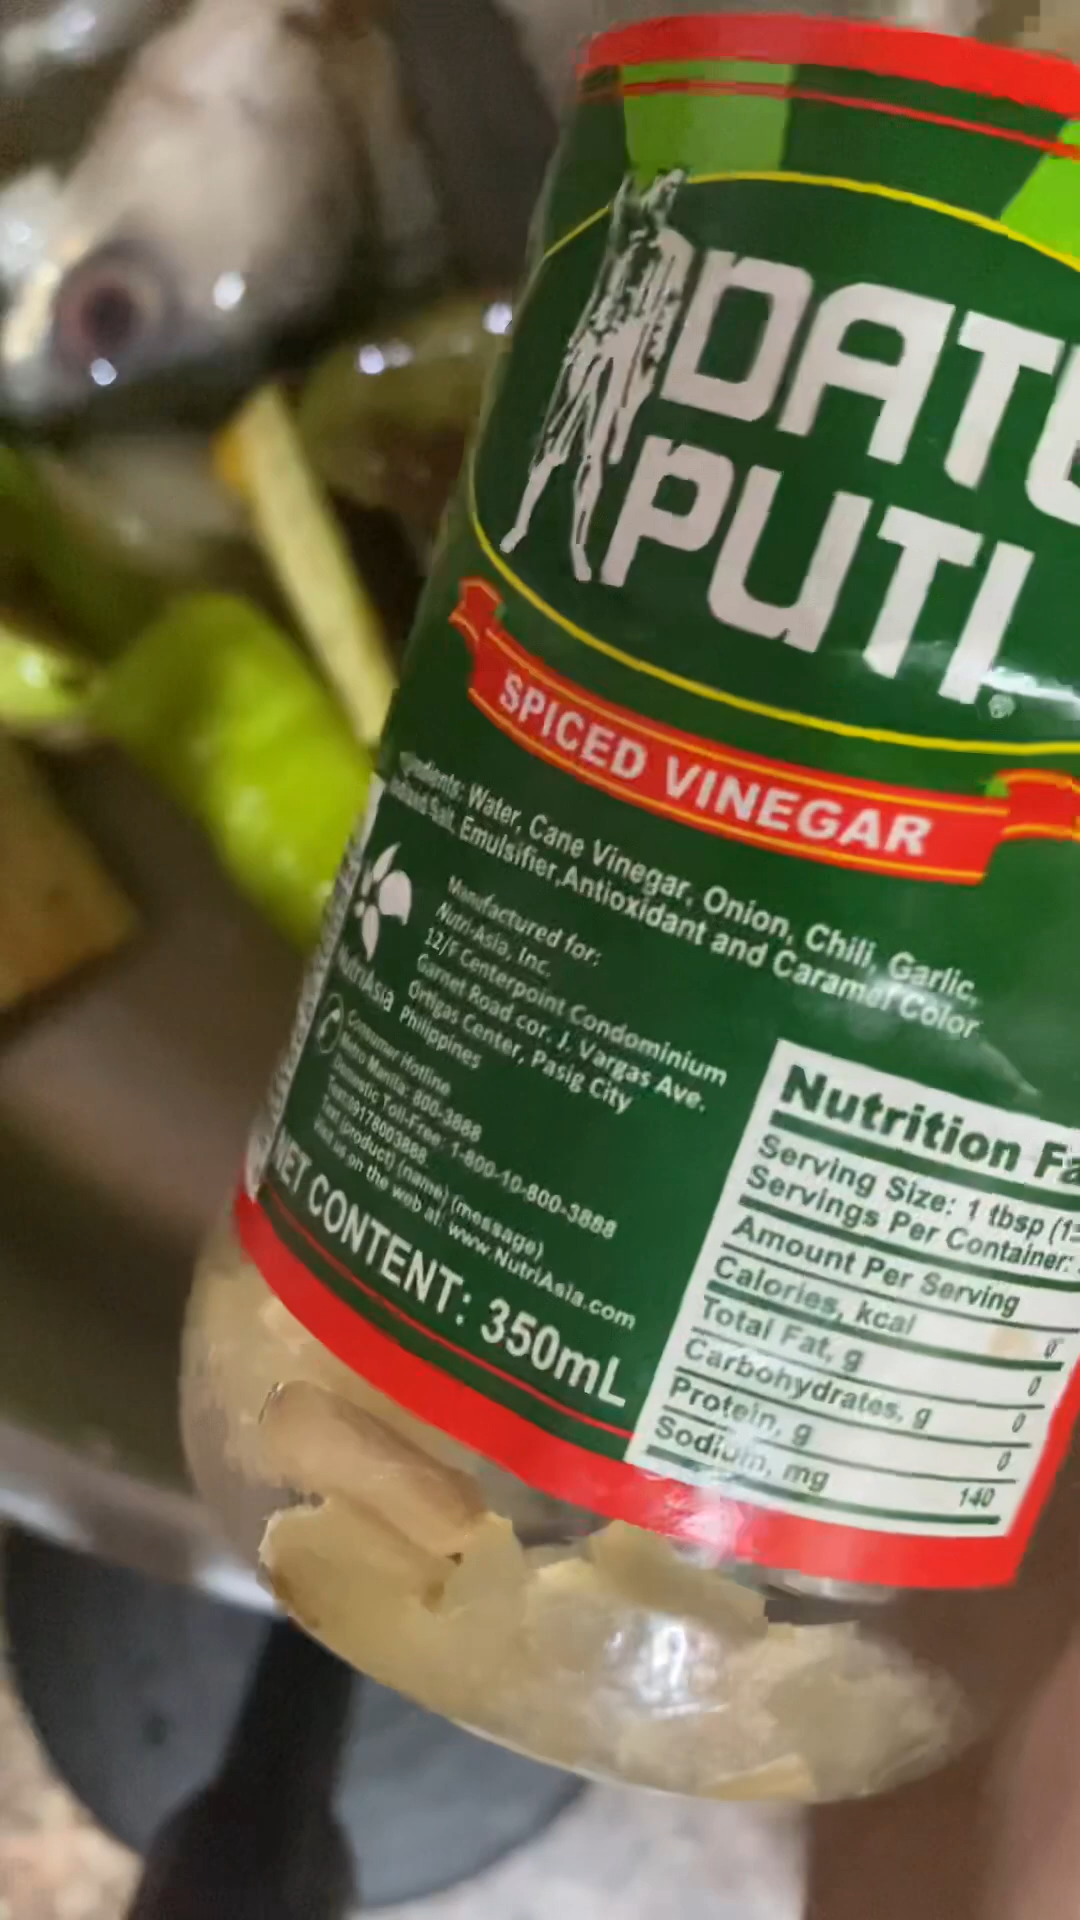 DATU
PUTI
®
SPICED VINEGAR
Water, Cane Vinegar, Onion, Chili, Garlic,
Salt, Emulsifier, Antioxidant and Caramel Color
Manufactured for:
Nutri-Asia, Inc.
12/F Centerpoint Condominium
Garnet Road cor. J. Vargas Ave.
Ortigas Center, Pasig City
Philippines
NutriAsia
Consumer Hotline
Metro Manila: 800-3888
Domestic Toll-Free: 1-800-10-800-3888
Text: 09178003888
Text (product) (name) (message)
Visit us on the web at: www.NutriAsia.com
NET CONTENT: 350mL
Nutrition
Serving Size: 1 tbsp
Servings Per Container:
Amount Per Serving
Calories, kcal 0
Total Fat, g 0
Carbohydrates, g 0
Protein, g 0
Sodium, mg 140